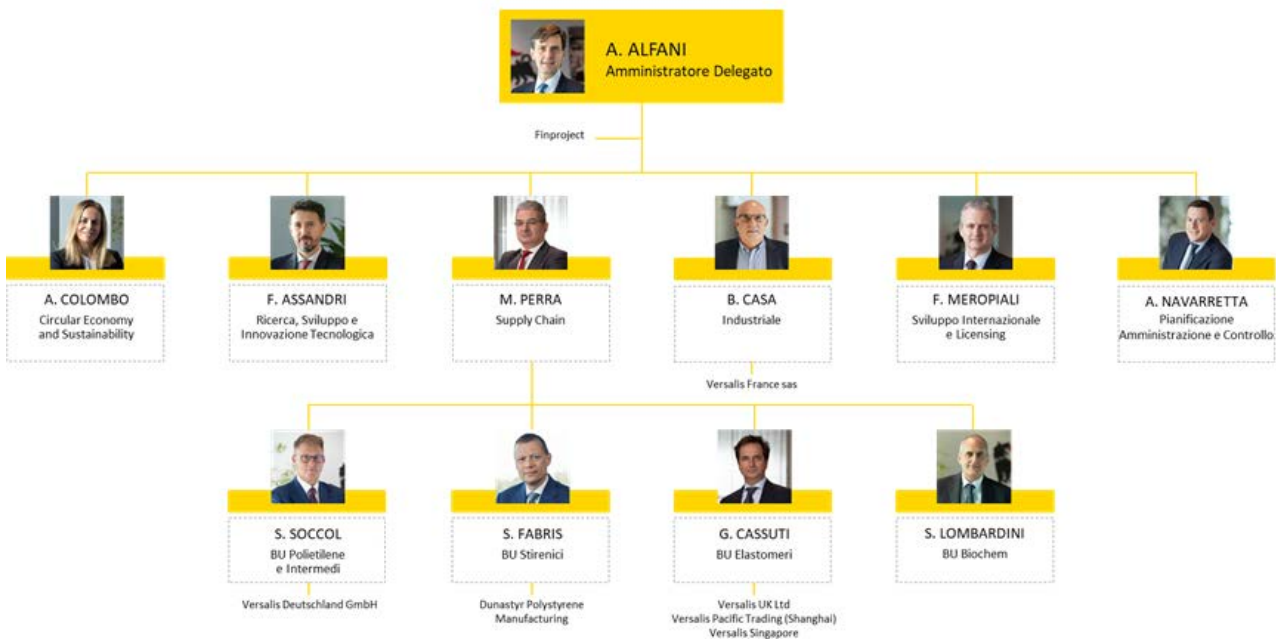 A. ALFANI
Amministratore Delegato
Finproject
A. COLOMBO
Circular Economy
and Sustainability
F. ASSANDRI
Ricerca, Sviluppo e
Innovazione Tecnologica
M. PERRA
Supply Chain
B. CASA
Industriale
F. MEROPIALI
Sviluppo Internazionale
e Licensing
A. NAVARRETTA
Pianificazione
Amministrazione e Controllo
Versalis France sas
S. SOCCOL
BU Polietilene
e Intermedi
S. FABRIS
BU Stirenici
G. CASSUTI
BU Elastomeri
S. LOMBARDINI
BU Biochem
Versalis Deutschland GmbH
Dunastyr Polystyrene
Manufacturing
Versalis UK Ltd
Versalis Pacific Trading (Shanghai)
Versalis Singapore